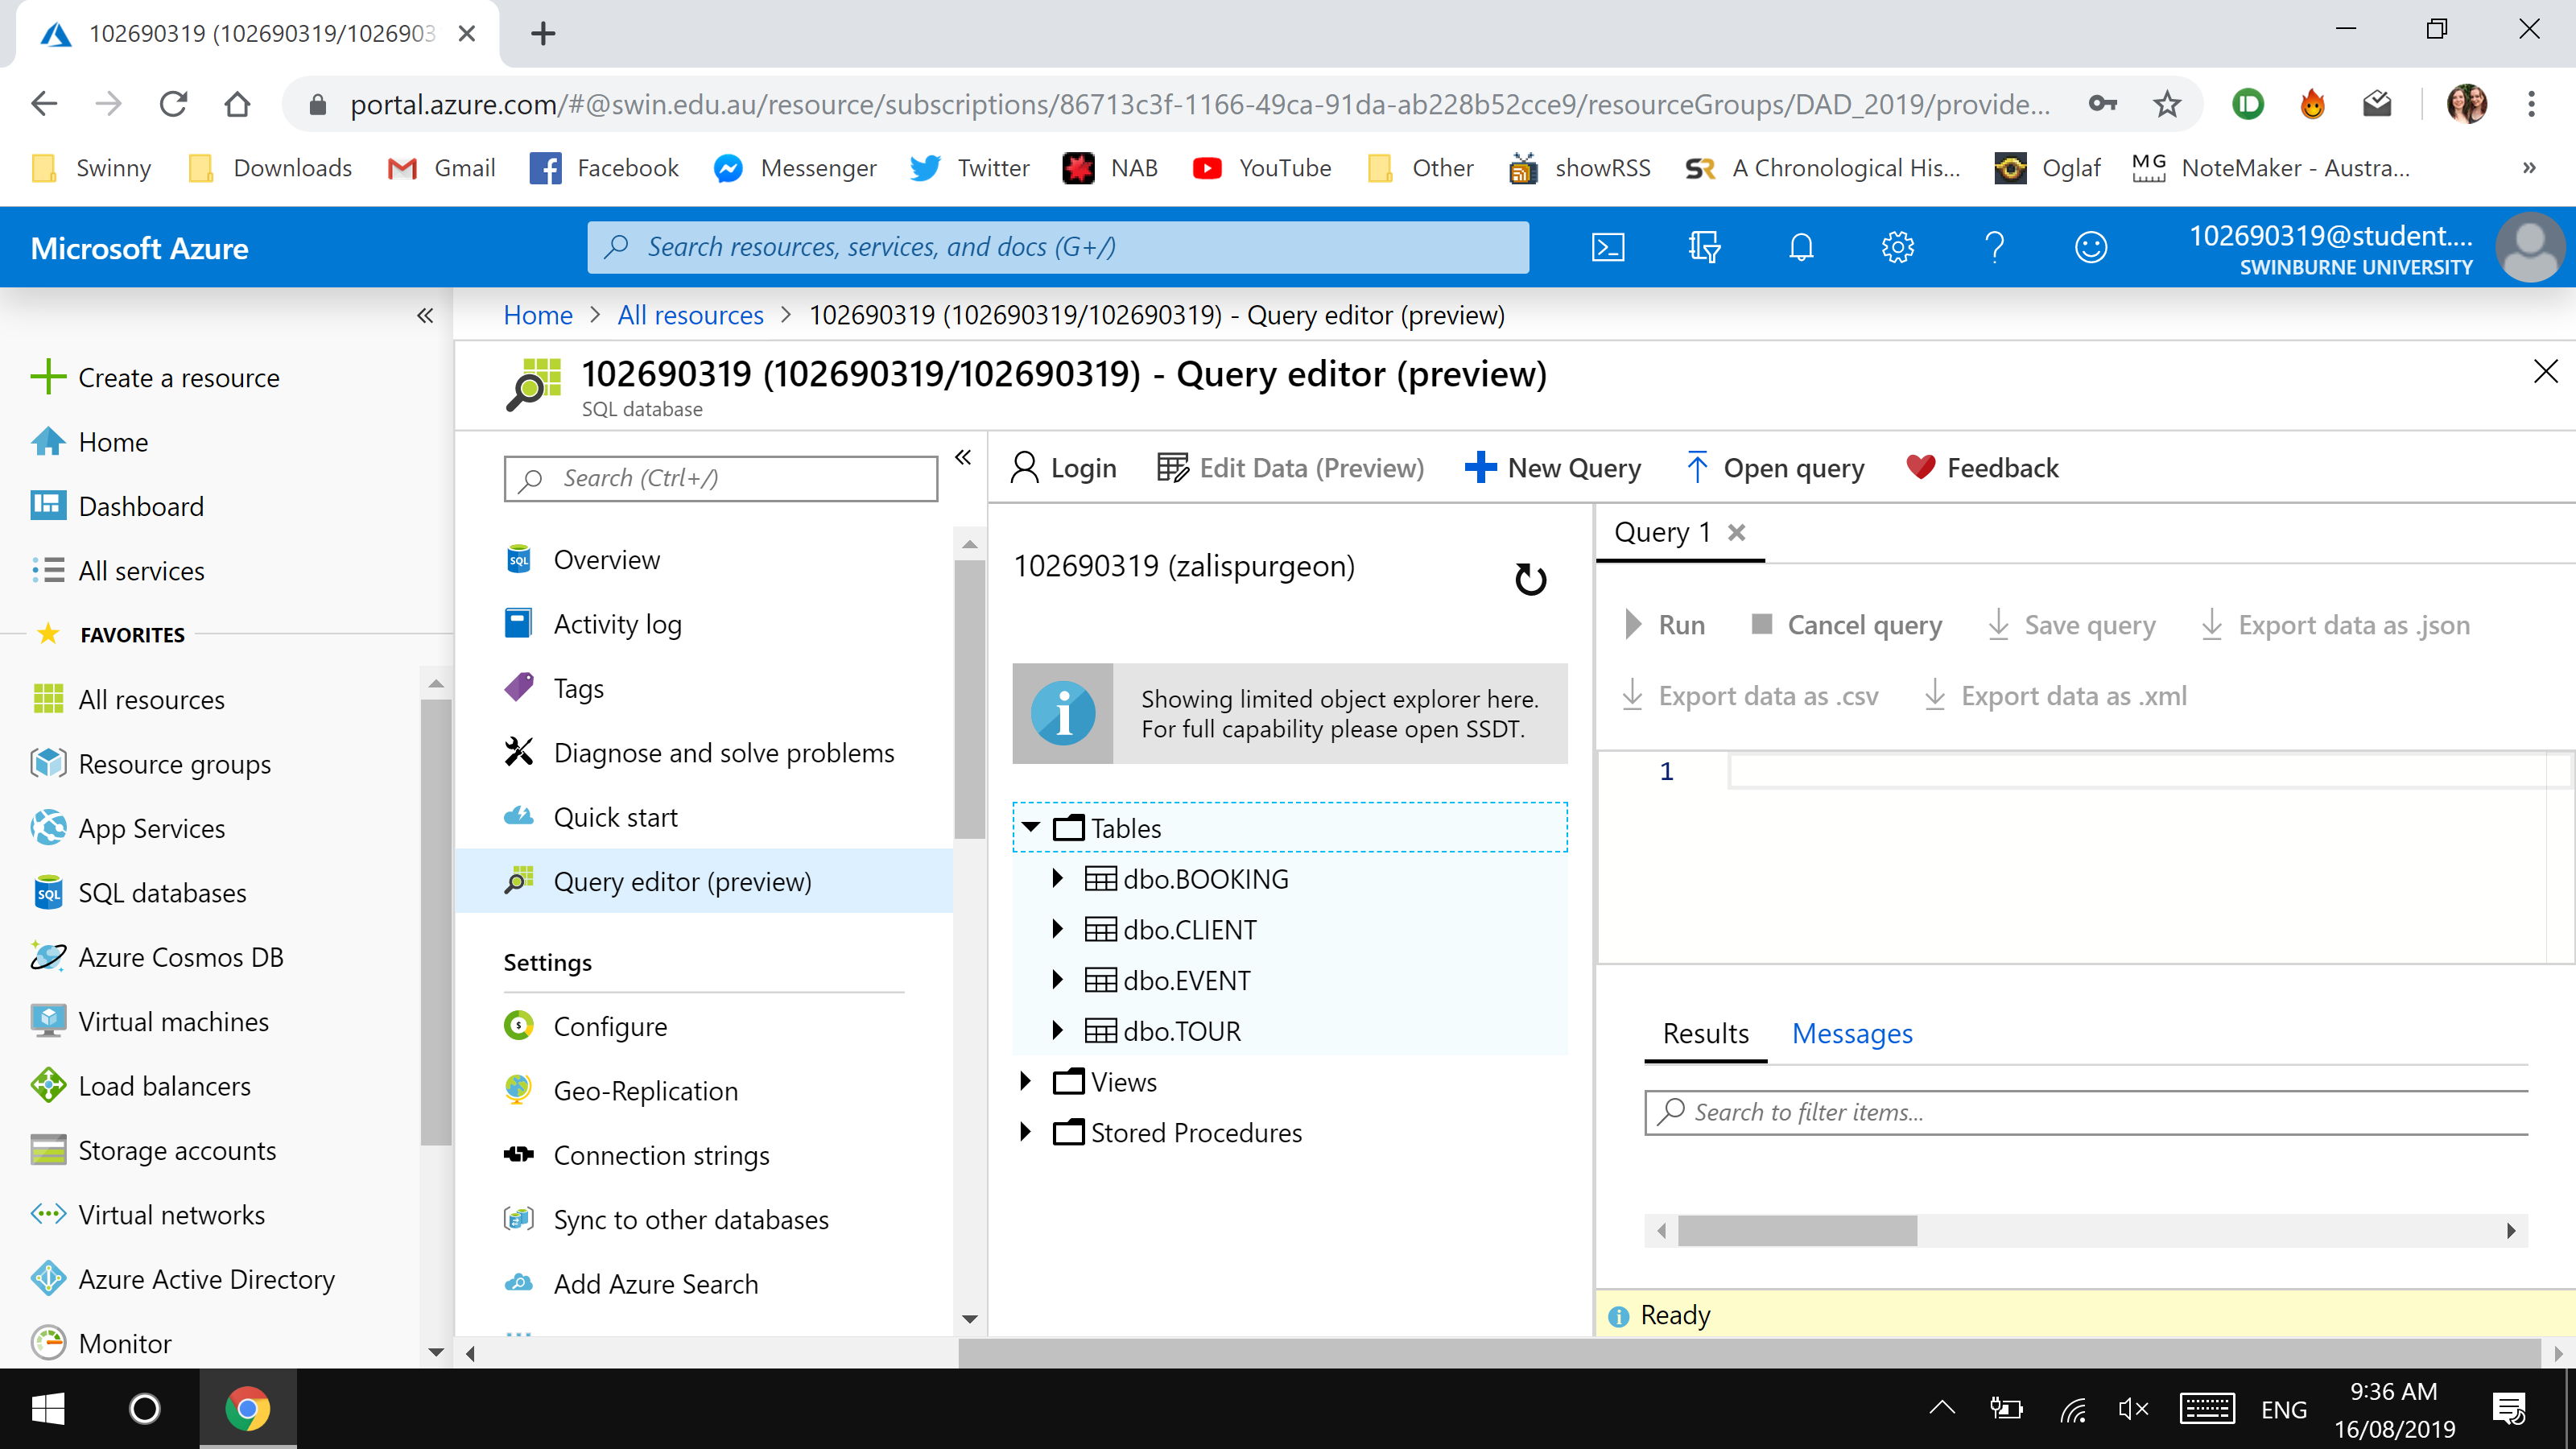 102690319 (102690319/1026903
portal.azure.com/#@swin.edu.au/resource/subscriptions/86713c3f-1166-49ca-91da-ab228b52cce9/resourceGroups/DAD_2019/provide...
Swinny Downloads Gmail Facebook Messenger Twitter NAB YouTube Other showRSS A Chronological His... Oglaf NoteMaker - Austra...
Microsoft Azure
Search resources, services, and docs (G+/)
102690319@student....
SWINBURNE UNIVERSITY
Home > All resources > 102690319 (102690319/102690319) - Query editor (preview)
102690319 (102690319/102690319) - Query editor (preview)
SQL database
Create a resource
Home
Dashboard
All services
FAVORITES
All resources
Resource groups
App Services
SQL databases
Azure Cosmos DB
Virtual machines
Load balancers
Storage accounts
Virtual networks
Azure Active Directory
Monitor
Search (Ctrl+/)
Overview
Activity log
Tags
Diagnose and solve problems
Quick start
Query editor (preview)
Settings
Configure
Geo-Replication
Connection strings
Sync to other databases
Add Azure Search
Login Edit Data (Preview) New Query Open query Feedback
102690319 (zalispurgeon)
Showing limited object explorer here.
For full capability please open SSDT.
Tables
dbo.BOOKING
dbo.CLIENT
dbo.EVENT
dbo.TOUR
Views
Stored Procedures
Query 1
Run Cancel query Save query Export data as .json
Export data as .csv Export data as .xml
1
Results Messages
Search to filter items...
Ready
ENG
9:36 AM
16/08/2019